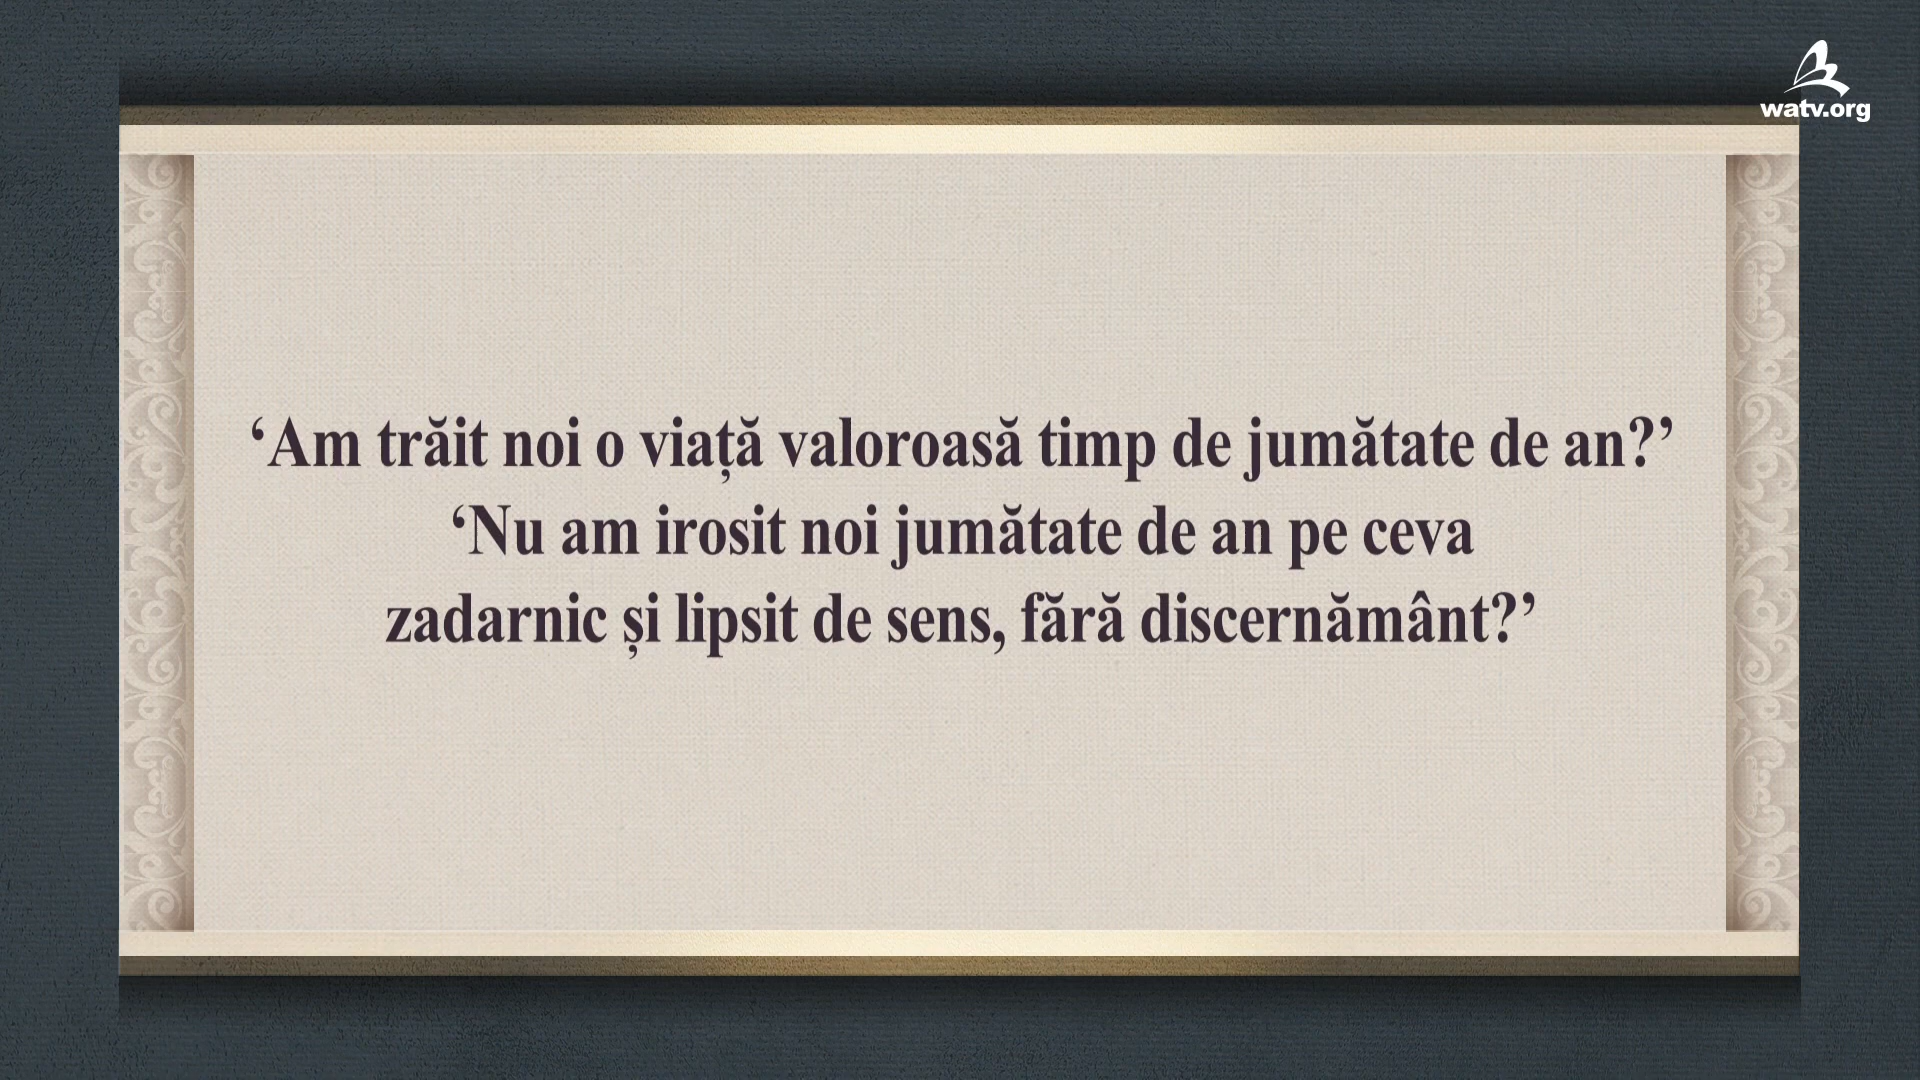 watv.org
‘Am trăit noi o viață valoroasă timp de jumătate de an?’
‘Nu am irosit noi jumătate de an pe ceva
zadarnic și lipsit de sens, fără discernământ?’